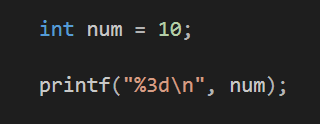 int num = 10;
printf("%3d\n", num);